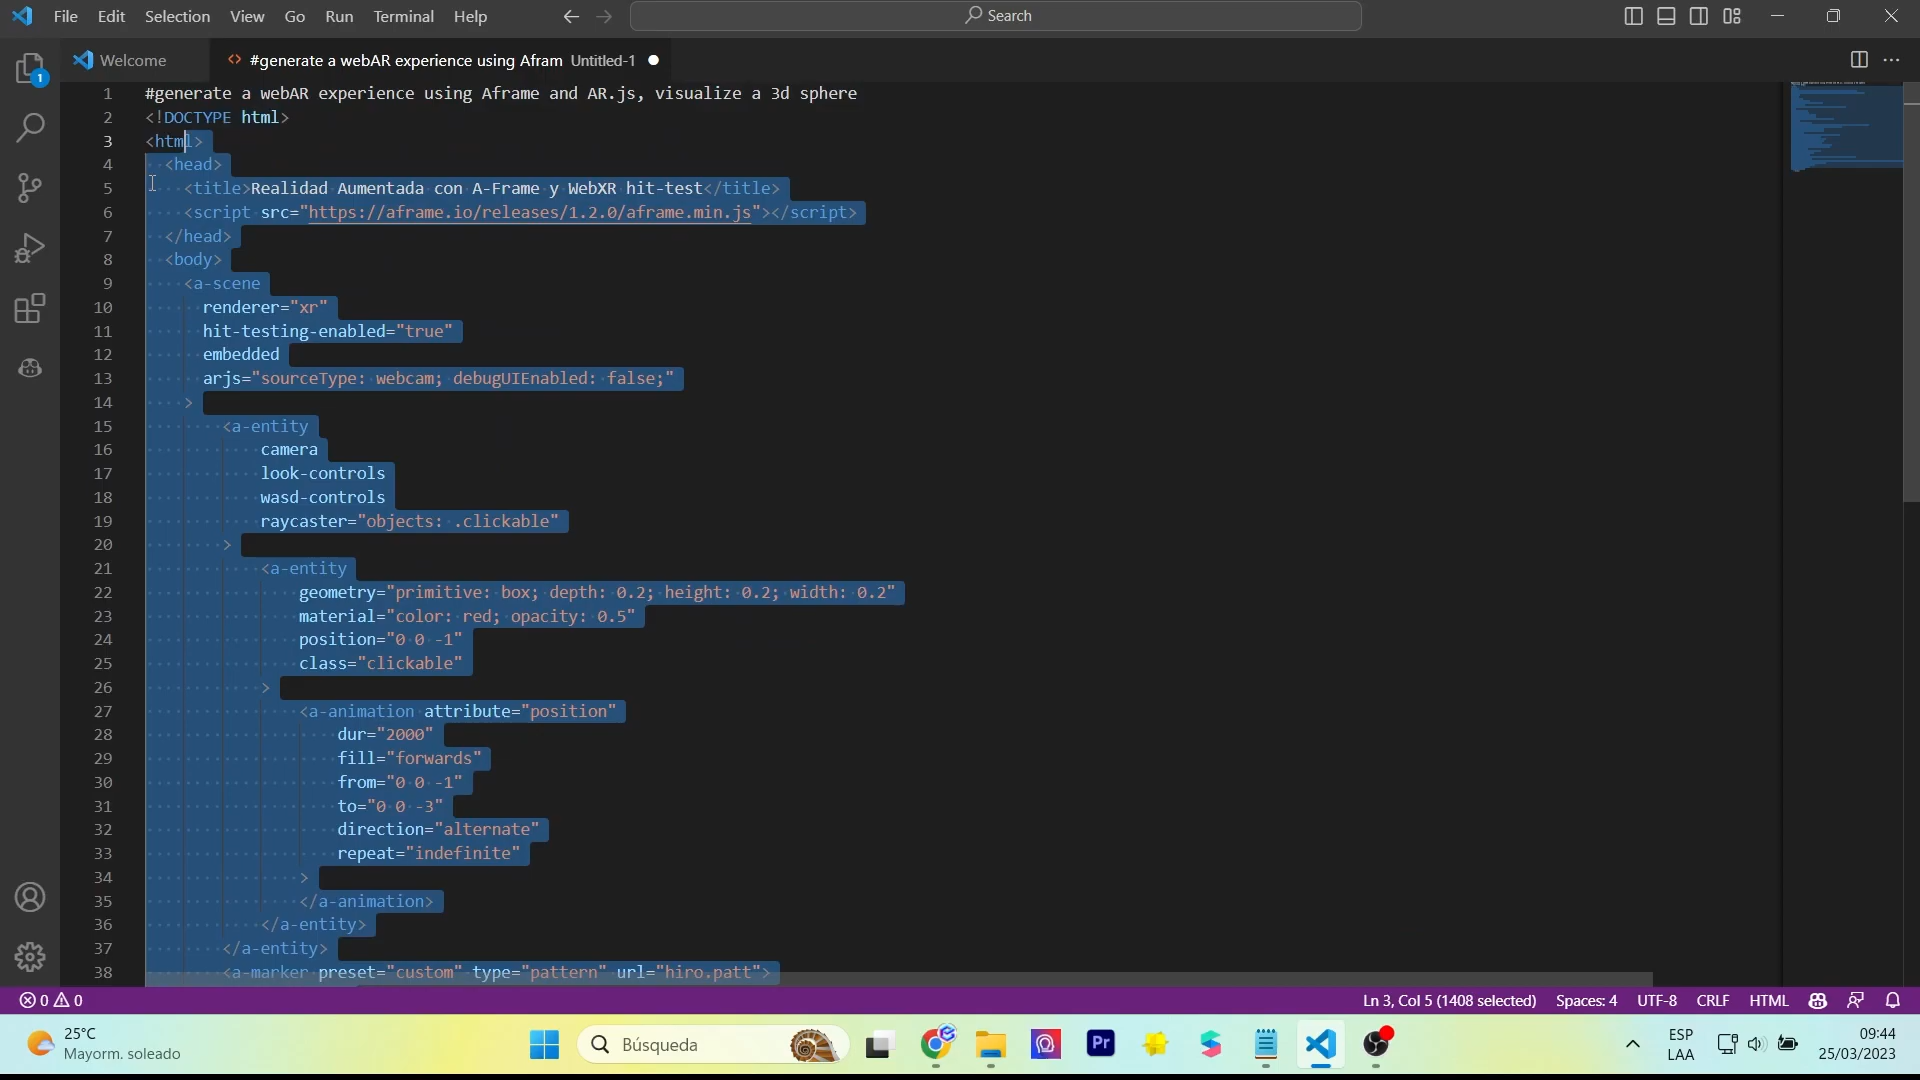 File Edit Selection View Go Run Terminal Help Search
Welcome #generate a webAR experience using Afram Untitled-1
1
1 #generate a webAR experience using Aframe and AR.js, visualize a 3d sphere
2 <!DOCTYPE html>
3 <html>
4 <head>
5 <title>Realidad Aumentada con A-Frame y WebXR hit-test</title>
6 <script src="https://aframe.io/releases/1.2.0/aframe.min.js"></script>
7 </head>
8 <body>
9 <a-scene
10 renderer="xr"
11 hit-testing-enabled="true"
12 embedded
13 arjs="sourceType: webcam; debugUIEnabled: false;"
14 >
15 <a-entity
16 camera
17 look-controls
18 wasd-controls
19 raycaster="objects: .clickable"
20 >
21 <a-entity
22 geometry="primitive: box; depth: 0.2; height: 0.2; width: 0.2"
23 material="color: red; opacity: 0.5"
24 position="0 0 -1"
25 class="clickable"
26 >
27 <a-animation attribute="position"
28 dur="2000"
29 fill="forwards"
30 from="0 0 -1"
31 to="0 0 -3"
32 direction="alternate"
33 repeat="indefinite"
34 >
35 </a-animation>
36 </a-entity>
37 </a-entity>
38 <a-marker preset="custom" type="pattern" url="hiro.patt">
0 0 Ln 3, Col 5 (1408 selected) Spaces: 4 UTF-8 CRLF HTML
25°C
Mayorm. soleado
Búsqueda
Pr
ESP
LAA
09:44
25/03/2023